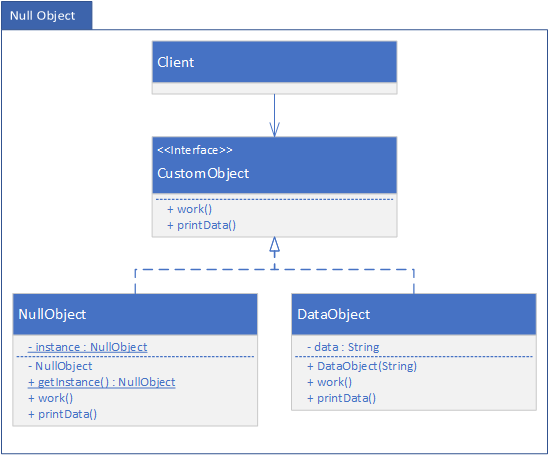 Null Object
Client
<<Interface>>
CustomObject
+ work()
+ printData()
NullObject
- instance : NullObject
- NullObject
+ getInstance() : NullObject
+ work()
+ printData()
DataObject
- data : String
+ DataObject(String)
+ work()
+ printData()